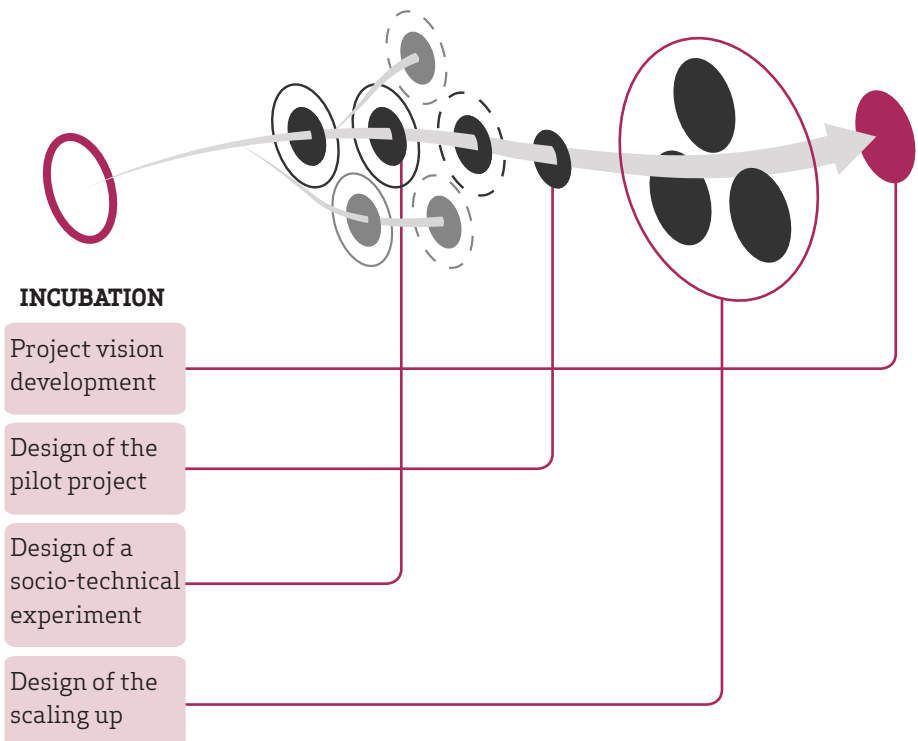 INCUBATION
Project vision
development
Design of the
pilot project
Design of a
socio-technical
experiment
Design of the
scaling up